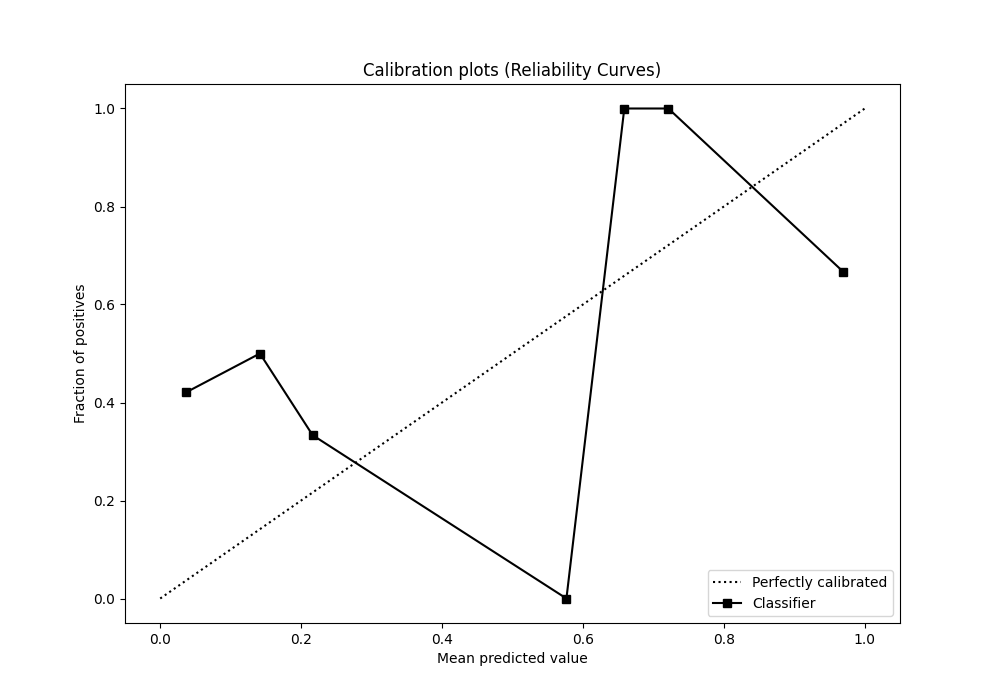 Calibration plots (Reliability Curves)
1.0
0.8
0.6
0.4
0.2
0.0
Fraction of positives
0.0 0.2 0.4 0.6 0.8 1.0
Mean predicted value
Perfectly calibrated
Classifier